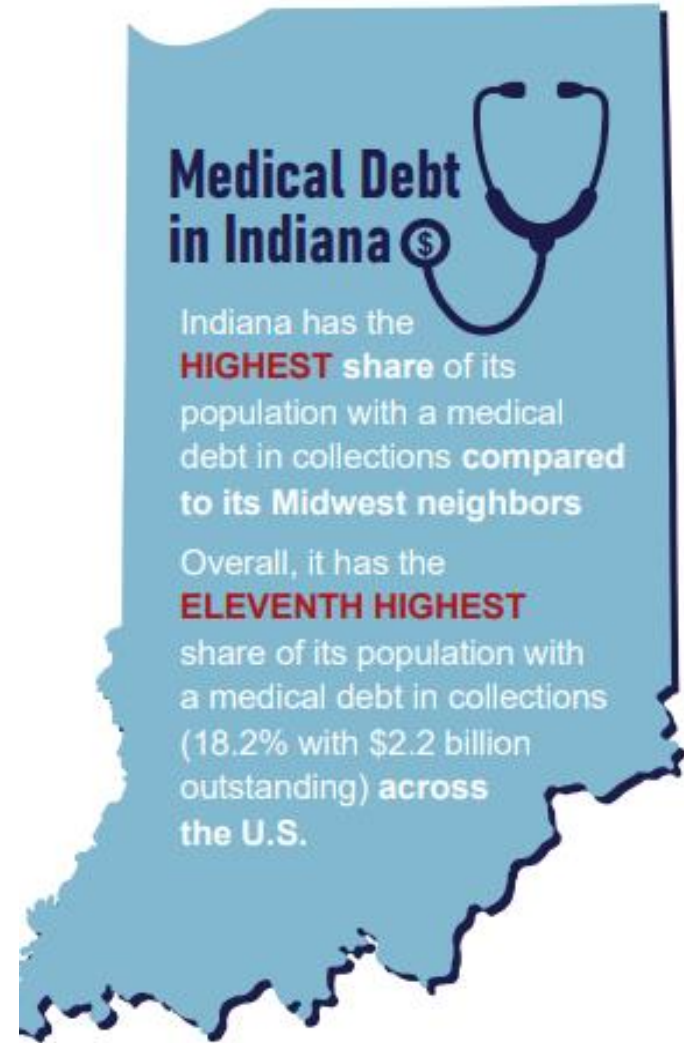 Medical Debt
in Indiana $
Indiana has the
HIGHEST share of its
population with a medical
debt in collections compared
to its Midwest neighbors
Overall, it has the
ELEVENTH HIGHEST
share of its population with
a medical debt in collections
(18.2% with $2.2 billion
outstanding) across
the U.S.